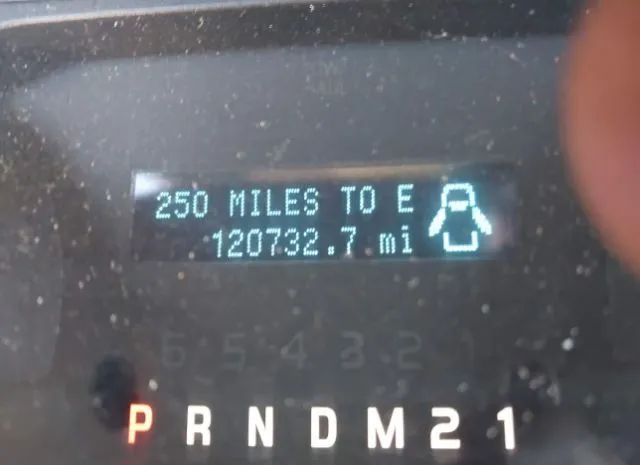 250 MILES TO E
120732.7 mi
6 5 4 3 2 1
P R N D M 2 1